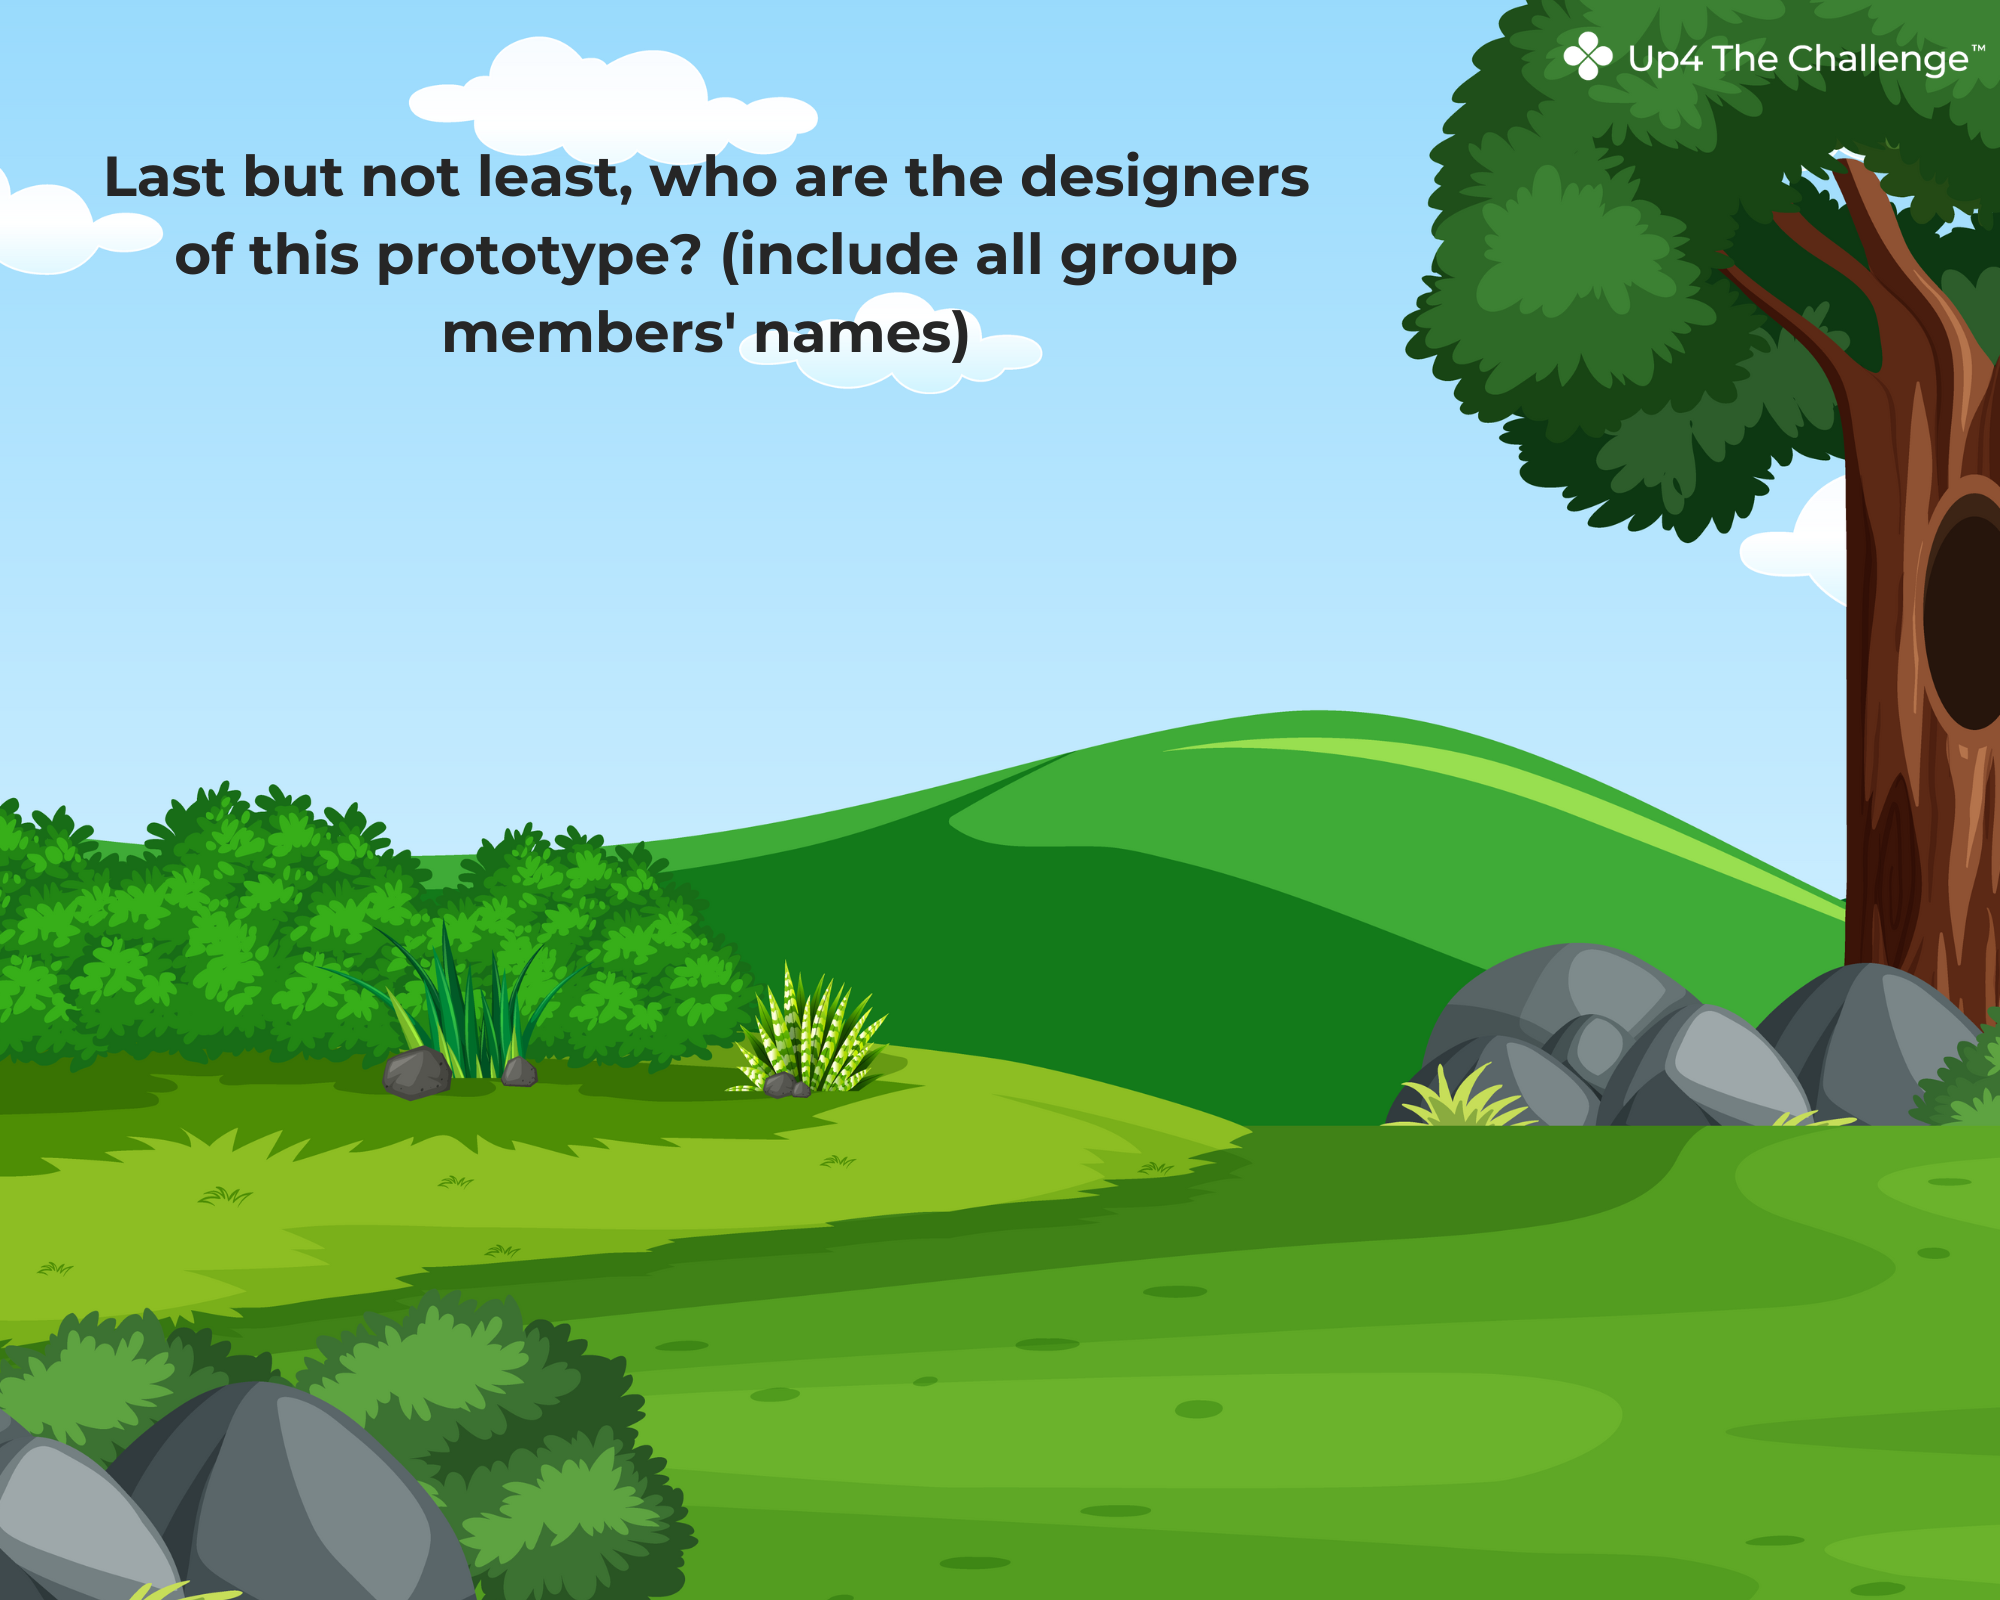 Up4 The Challenge™
Last but not least, who are the designers
of this prototype? (include all group
members' names)